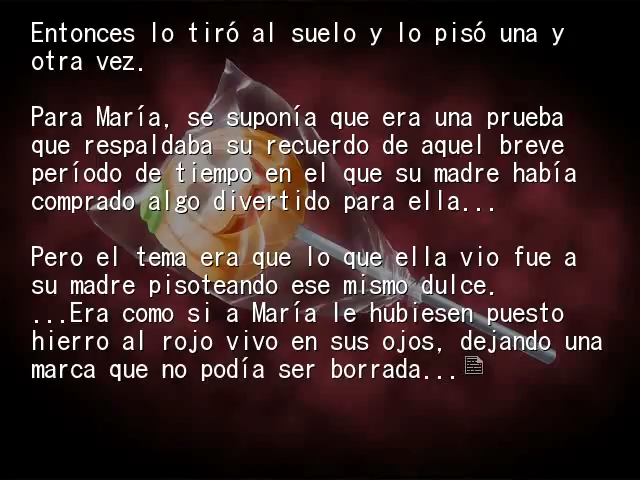 Entonces lo tiró al suelo y lo pisó una y
otra vez.
Para María, se suponía que era una prueba
que respaldaba su recuerdo de aquel breve
período de tiempo en el que su madre había
comprado algo divertido para ella...
Pero el tema era que lo que ella vio fue a
su madre pisoteando ese mismo dulce.
...Era como si a María le hubiesen puesto
hierro al rojo vivo en sus ojos, dejando una
marca que no podía ser borrada...